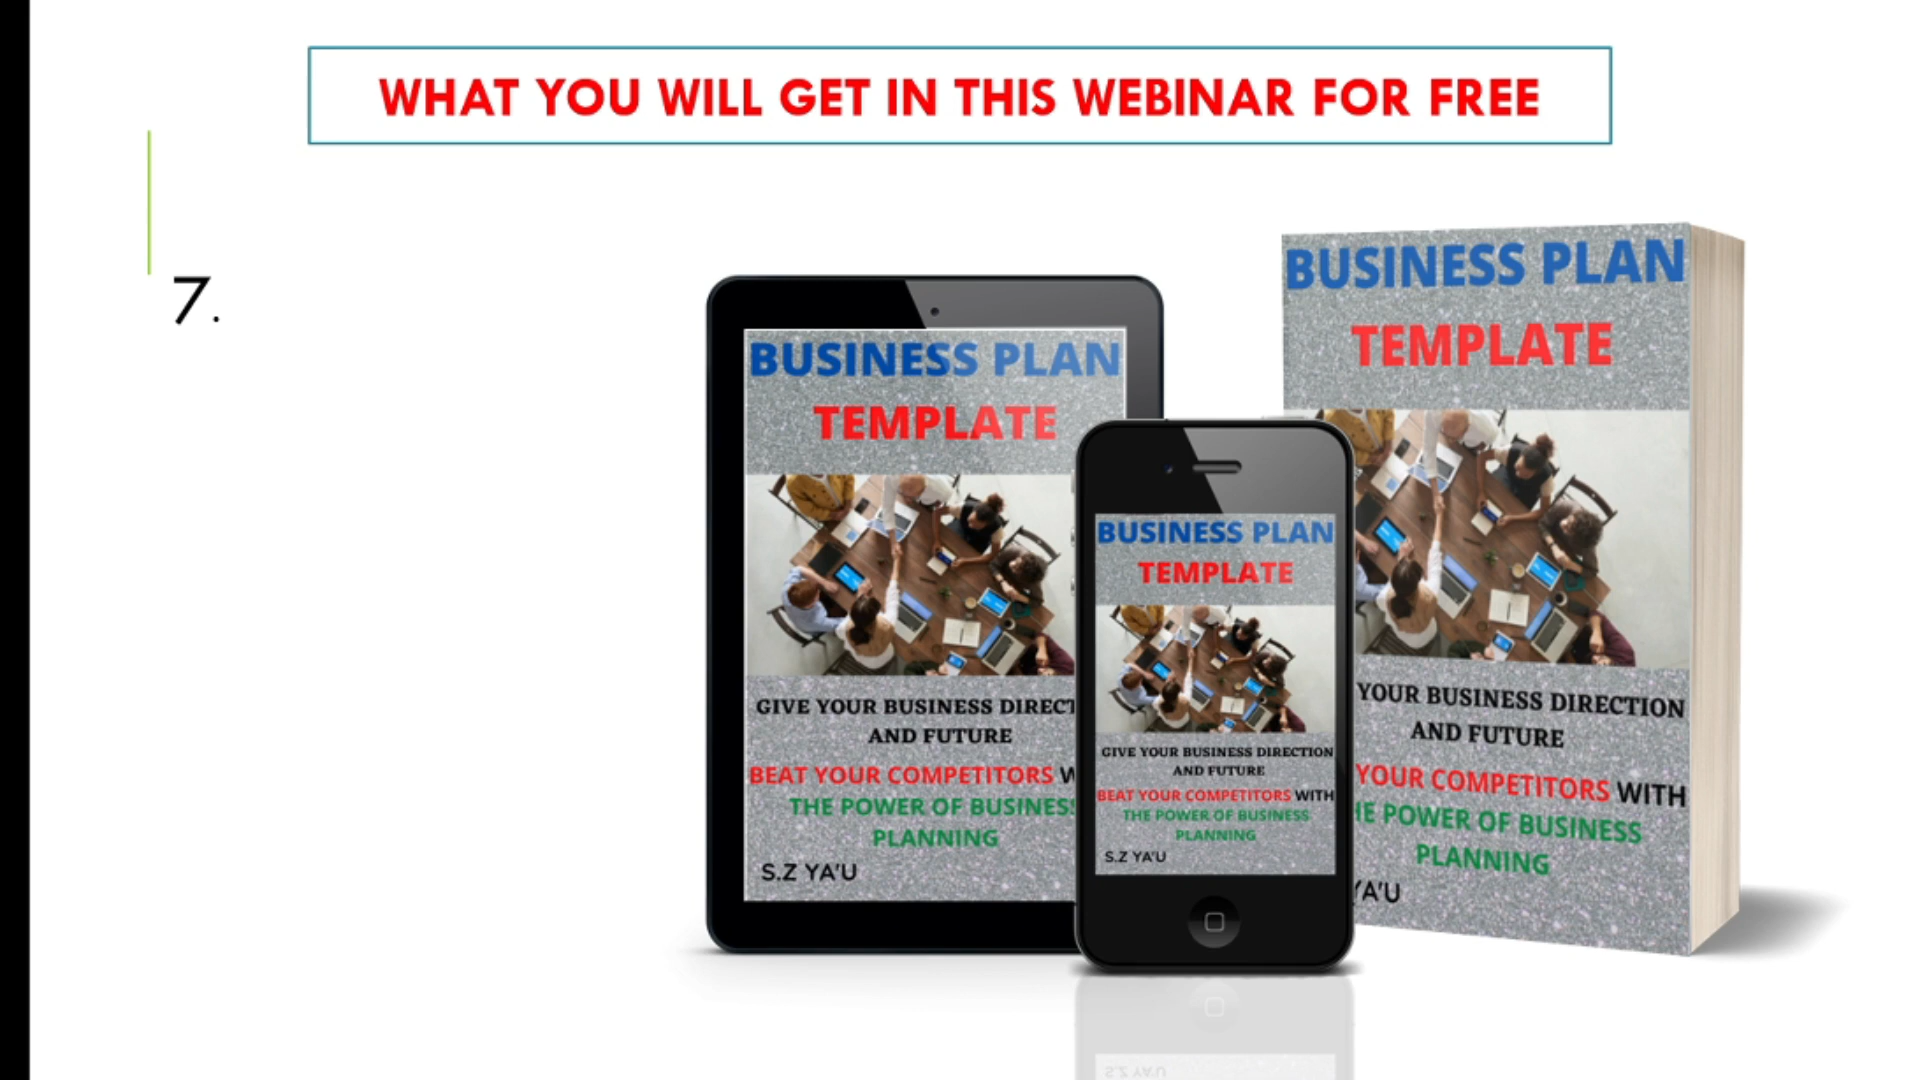 WHAT YOU WILL GET IN THIS WEBINAR FOR FREE
7.
BUSINESS PLAN
TEMPLATE
GIVE YOUR BUSINESS DIRECT
AND FUTURE
BEAT YOUR COMPETITORS W
THE POWER OF BUSINESS
PLANNING
S.Z YA'U
BUSINESS PLAN
TEMPLATE
GIVE YOUR BUSINESS DIRECTION
AND FUTURE
BEAT YOUR COMPETITORS WITH
THE POWER OF BUSINESS
PLANNING
S.Z YA'U
BUSINESS PLAN
TEMPLATE
YOUR BUSINESS DIRECTION
AND FUTURE
YOUR COMPETITORS WITH
HE POWER OF BUSINESS
PLANNING
YA'U